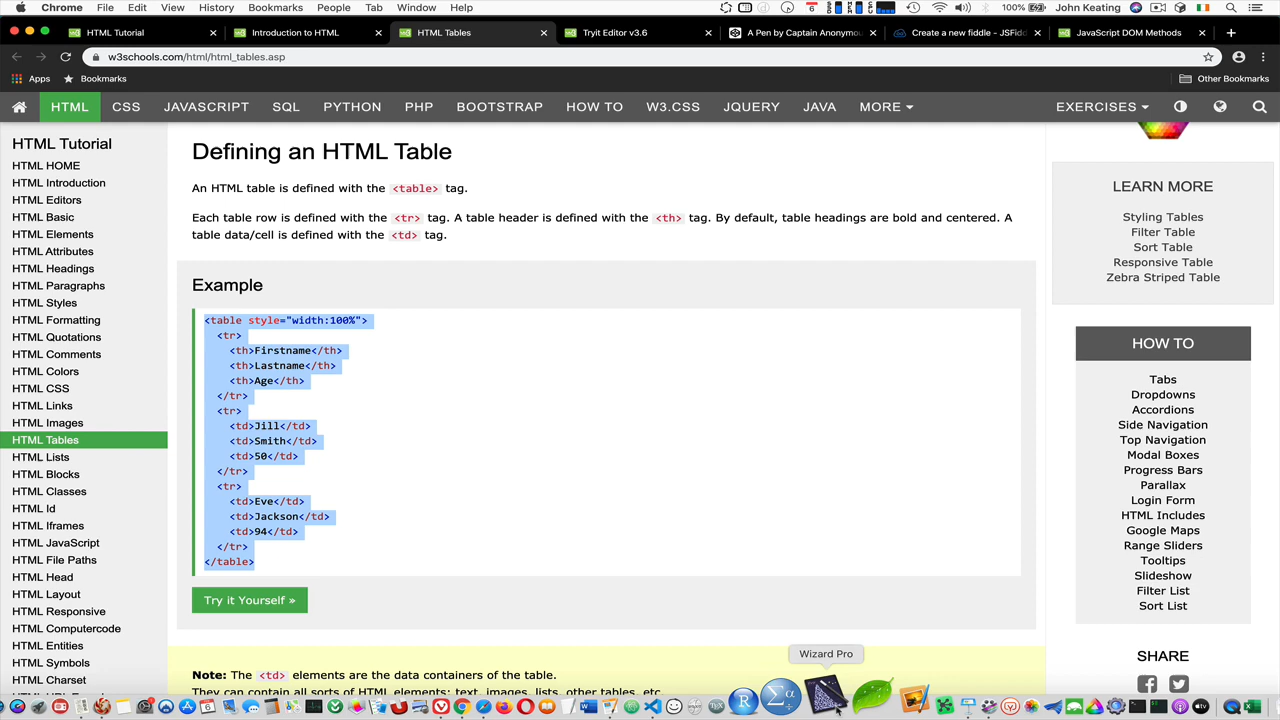 Chrome File Edit View History Bookmarks People Tab Window Help
100% John Keating
HTML Tutorial
Introduction to HTML
HTML Tables
Tryit Editor v3.6
A Pen by Captain Anonymou
Create a new fiddle - JSFid
JavaScript DOM Methods
w3schools.com/html/html_tables.asp
Apps
Bookmarks
Other Bookmarks
HTML CSS JAVASCRIPT SQL PYTHON PHP BOOTSTRAP HOW TO W3.CSS JQUERY JAVA MORE EXERCISES
HTML Tutorial
HTML HOME
HTML Introduction
HTML Editors
HTML Basic
HTML Elements
HTML Attributes
HTML Headings
HTML Paragraphs
HTML Styles
HTML Formatting
HTML Quotations
HTML Comments
HTML Colors
HTML CSS
HTML Links
HTML Images
HTML Tables
HTML Lists
HTML Blocks
HTML Classes
HTML Id
HTML Iframes
HTML JavaScript
HTML File Paths
HTML Head
HTML Layout
HTML Responsive
HTML Computercode
HTML Entities
HTML Symbols
HTML Charset
Defining an HTML Table
An HTML table is defined with the <table> tag.
Each table row is defined with the <tr> tag. A table header is defined with the <th> tag. By default, table headings are bold and centered. A
table data/cell is defined with the <td> tag.
Example
<table style="width:100%">
<tr>
<th>Firstname</th>
<th>Lastname</th>
<th>Age</th>
</tr>
<tr>
<td>Jill</td>
<td>Smith</td>
<td>50</td>
</tr>
<tr>
<td>Eve</td>
<td>Jackson</td>
<td>94</td>
</tr>
</table>
Try it Yourself »
Note: The <td> elements are the data containers of the table.
They can contain all sorts of HTML elements; text, images, lists, other tables, etc.
LEARN MORE
Styling Tables
Filter Table
Sort Table
Responsive Table
Zebra Striped Table
HOW TO
Tabs
Dropdowns
Accordions
Side Navigation
Top Navigation
Modal Boxes
Progress Bars
Parallax
Login Form
HTML Includes
Google Maps
Range Sliders
Tooltips
Slideshow
Filter List
Sort List
SHARE
Wizard Pro